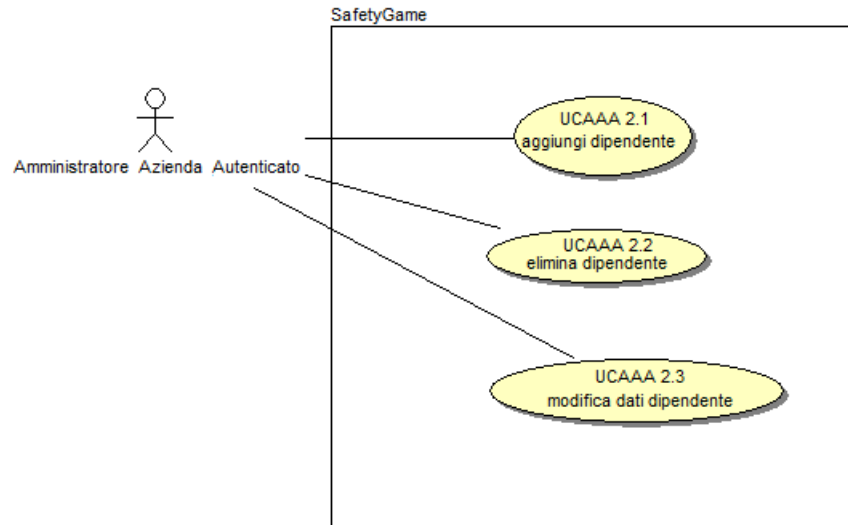 SafetyGame
UCAAA 2.1
aggiungi dipendente
Amministratore Azienda Autenticato
UCAAA 2.2
elimina dipendente
UCAAA 2.3
modifica dati dipendente